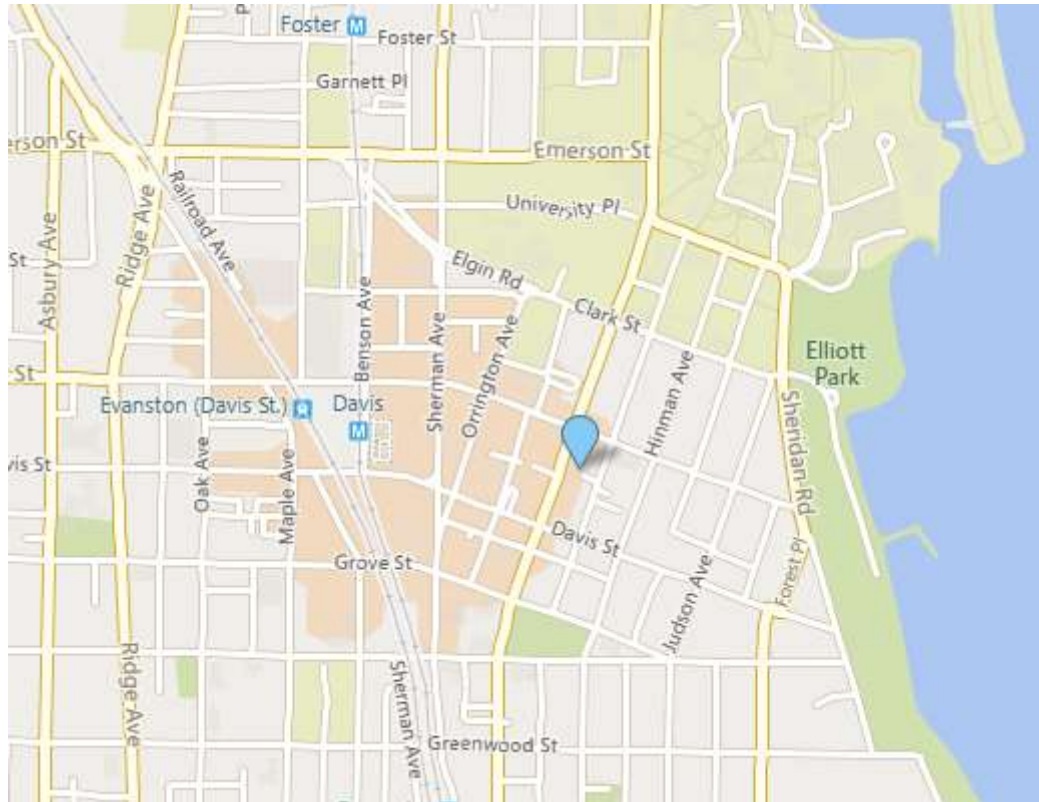 Foster M
Foster St
Garnett Pl
erson St
Emerson St
Railroad Ave
University Pl
Ridge Ave
Asbury Ave
St
Elgin Rd
Benson Ave
Clark St
Sherman Ave
Orrington Ave
Hinman Ave
Elliott
Park
St
Evanston (Davis St.)
Davis
M
Sheridan Rd
vis St
Oak Ave
Maple Ave
Davis St
Grove St
Forest Pl
Judson Ave
Ridge Ave
Sherman Ave
Greenwood St